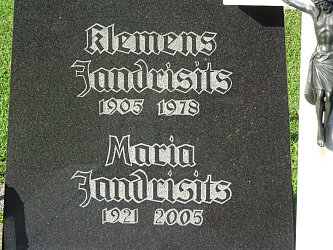 Klemens
Jandrisits
1905 1978
Maria
Jandrisits
1921 2005